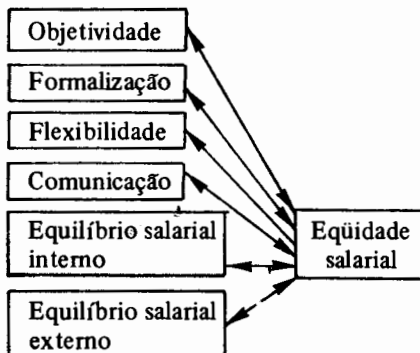 Objetividade
Formalização
Flexibilidade
Comunicação
Equilíbrio salarial
interno
Equilíbrio salarial
externo
Eqüidade
salarial